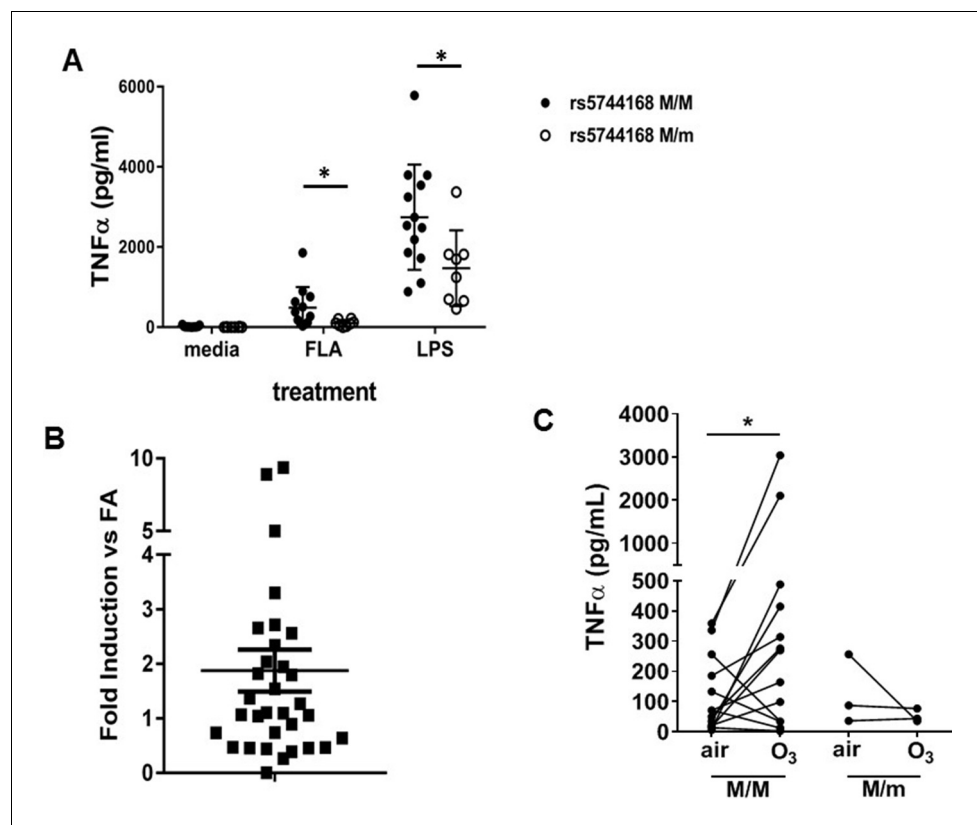 A
*
*
6000
4000
2000
0
TNFα (pg/ml)
media FLA LPS
treatment
rs5744168 M/M
rs5744168 M/m
B
10
5
4
3
2
1
0
Fold Induction vs FA
C
*
4000
3000
2000
1000
500
400
300
200
100
0
TNFα (pg/mL)
air O₃ air O₃
M/M M/m